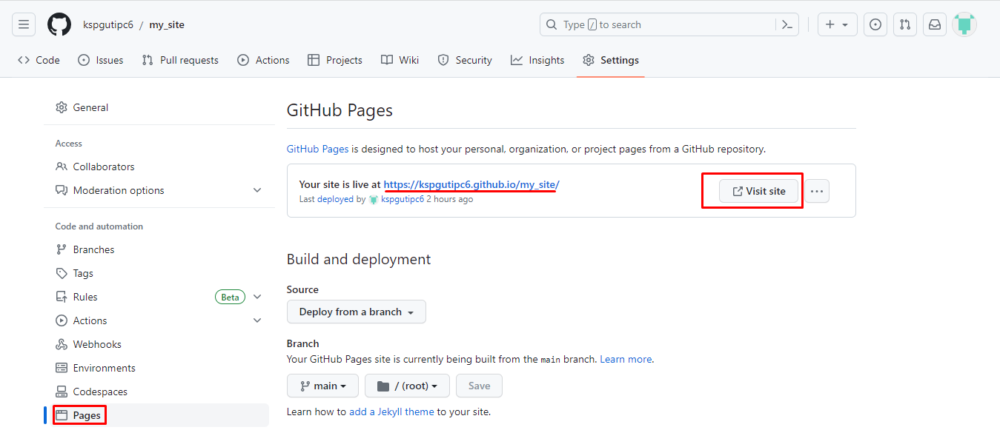 kspgutipc6 / my_site
Type / to search
Code
Issues
Pull requests
Actions
Projects
Wiki
Security
Insights
Settings
General
Access
Collaborators
Moderation options
Code and automation
Branches
Tags
Rules Beta
Actions
Webhooks
Environments
Codespaces
Pages
GitHub Pages
GitHub Pages is designed to host your personal, organization, or project pages from a GitHub repository.
Your site is live at https://kspgutipc6.github.io/my_site/
Last deployed by kspgutipc6 2 hours ago
Visit site
Build and deployment
Source
Deploy from a branch
Branch
Your GitHub Pages site is currently being built from the main branch. Learn more.
main
/ (root)
Save
Learn how to add a Jekyll theme to your site.